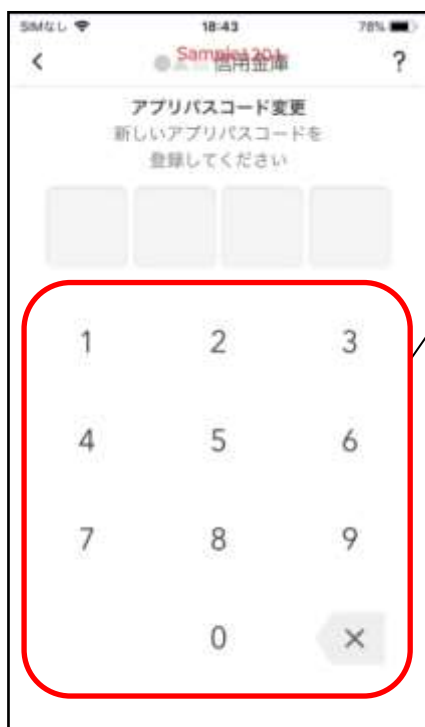 SIMなし 18:43 78%
< 信用金庫 ?
アプリパスコード変更
新しいアプリパスコードを
登録してください
1 2 3
4 5 6
7 8 9
0 ×